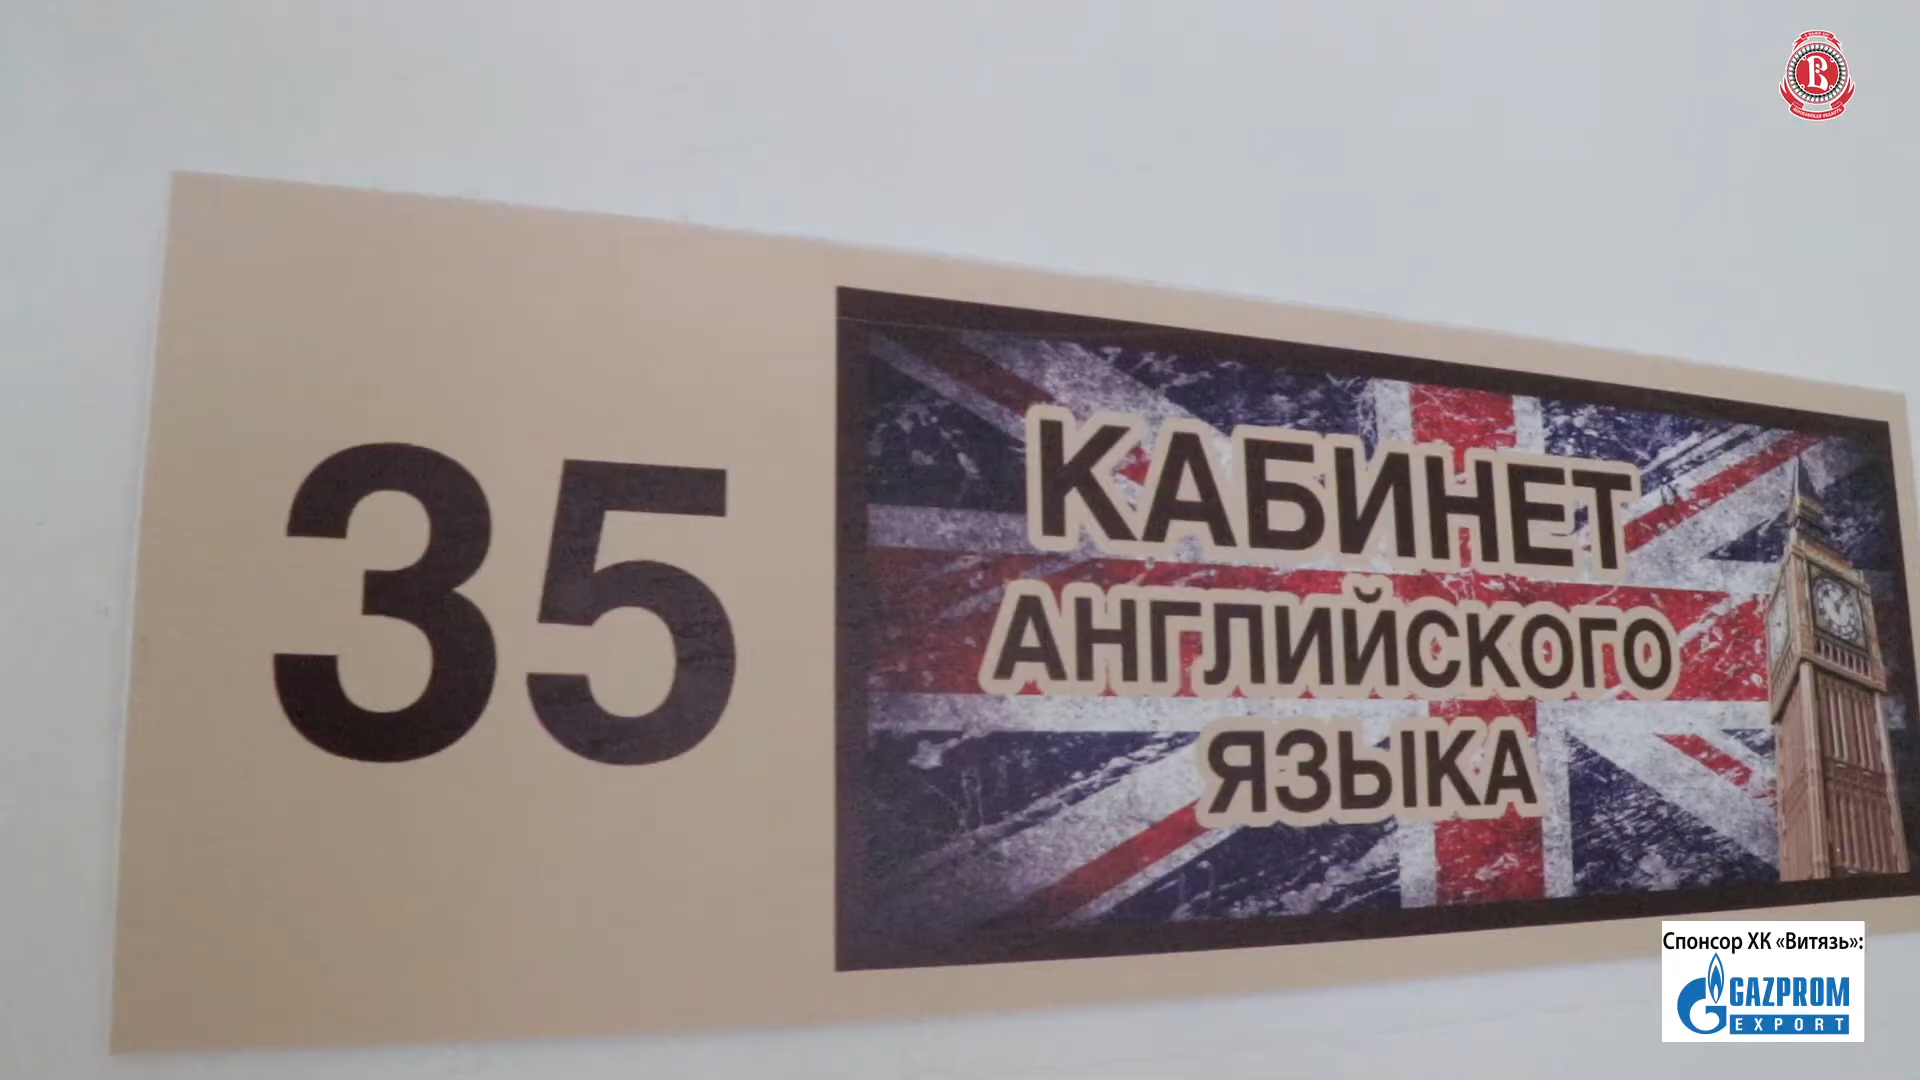 35
КАБИНЕТ
АНГЛИЙСКОГО
ЯЗЫКА
Спонсор ХК «Витязь»:
GAZPROM
EXPORT